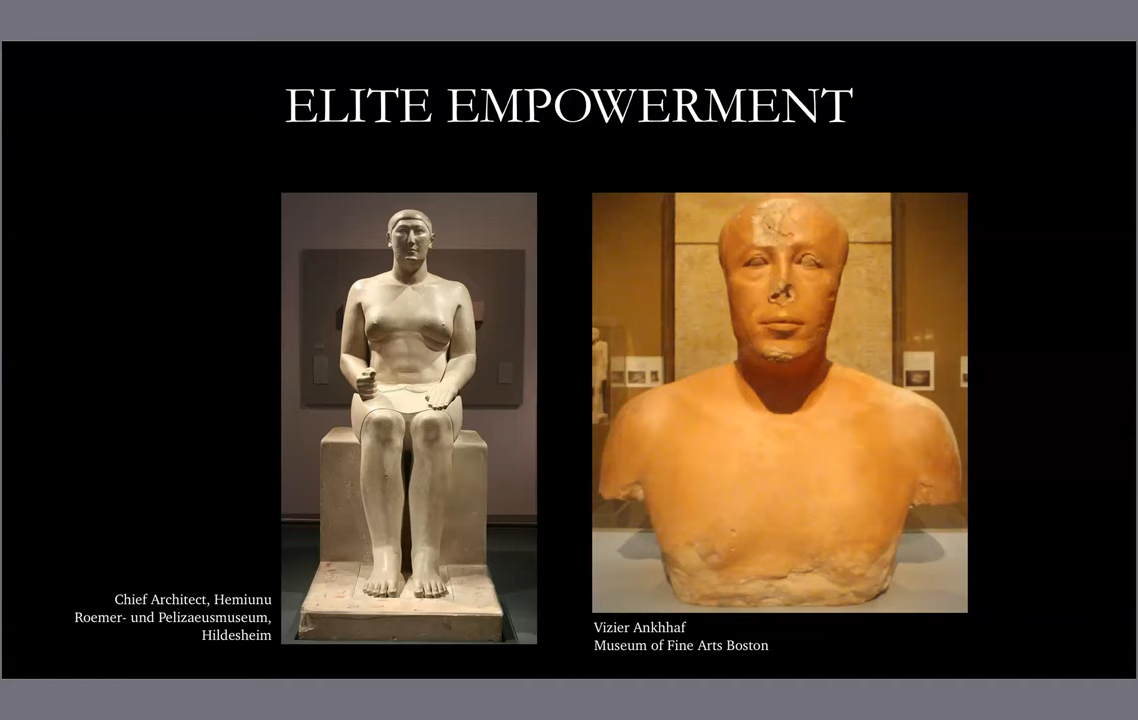 ELITE EMPOWERMENT
Chief Architect, Hemiunu
Roemer- und Pelizaeusmuseum,
Hildesheim
Vizier Ankhhaf
Museum of Fine Arts Boston